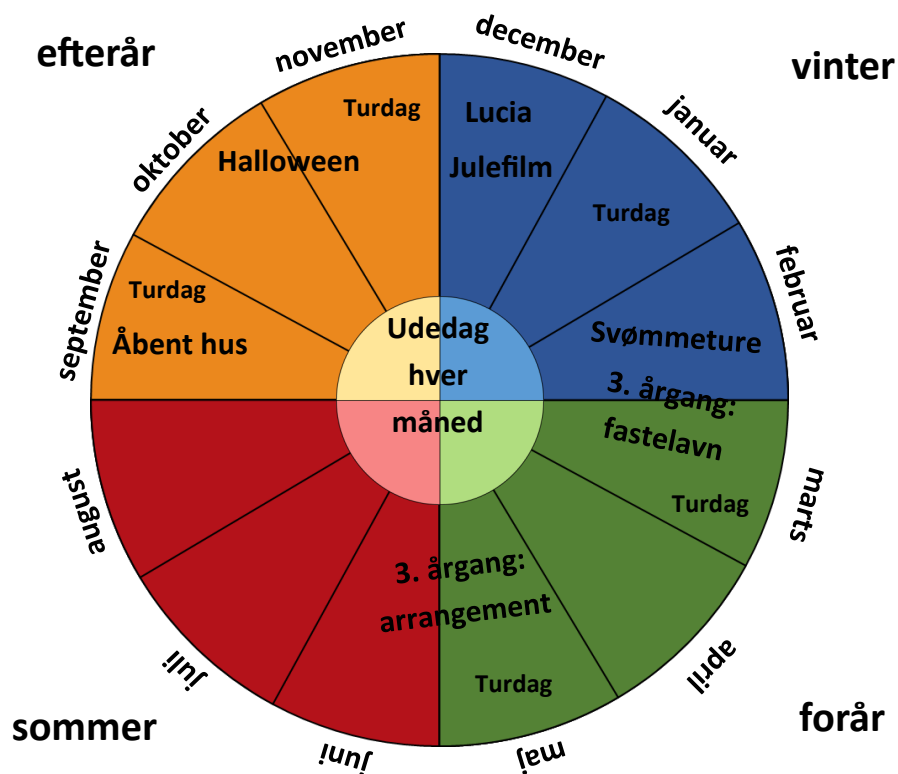 efterår
vinter
november
december
oktober
januar
september
februar
august
marts
juli
april
juni
maj
sommer
forår
Turdag
Lucia
Julefilm
Halloween
Turdag
Turdag
Åbent hus
Svømmeture
3. årgang:
fastelavn
Turdag
3. årgang:
arrangement
Turdag
Udedag
hver
måned